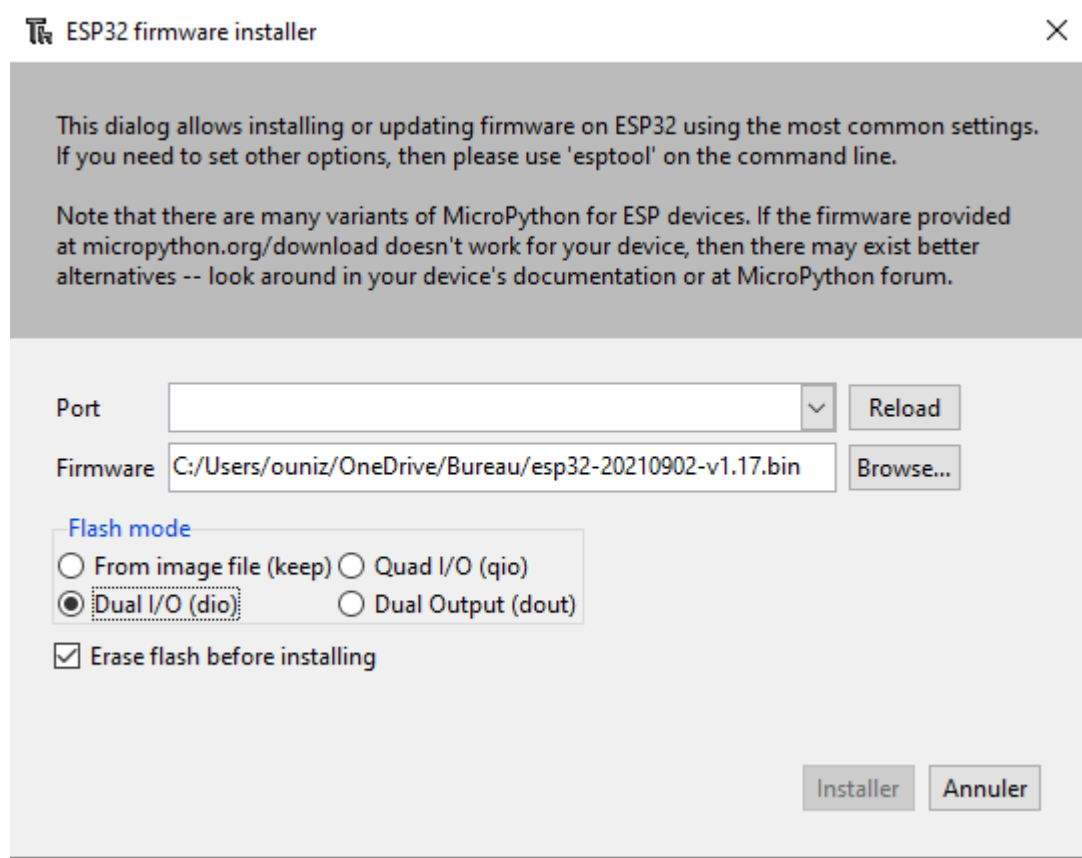 ESP32 firmware installer
This dialog allows installing or updating firmware on ESP32 using the most common settings.
If you need to set other options, then please use 'esptool' on the command line.
Note that there are many variants of MicroPython for ESP devices. If the firmware provided
at micropython.org/download doesn't work for your device, then there may exist better
alternatives -- look around in your device's documentation or at MicroPython forum.
Port
Reload
Firmware C:/Users/ouniz/OneDrive/Bureau/esp32-20210902-v1.17.bin Browse...
Flash mode
From image file (keep) Quad I/O (qio)
Dual I/O (dio) Dual Output (dout)
Erase flash before installing
Installer Annuler